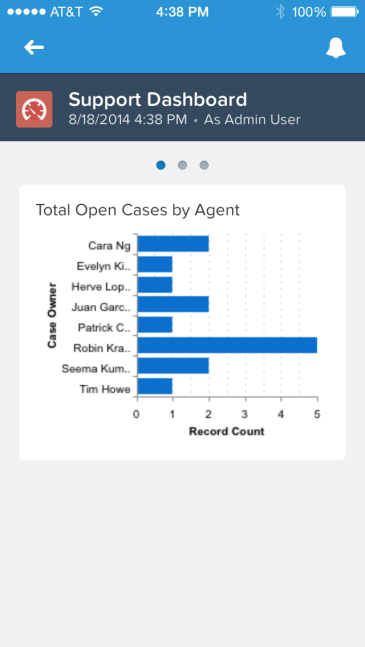 AT&T 4:38 PM 100%
Support Dashboard
8/18/2014 4:38 PM • As Admin User
Total Open Cases by Agent
Case Owner
Cara Ng
Evelyn Ki..
Herve Lop..
Juan Garc..
Patrick C..
Robin Kra..
Seema Kum..
Tim Howe
0 1 2 3 4 5
Record Count